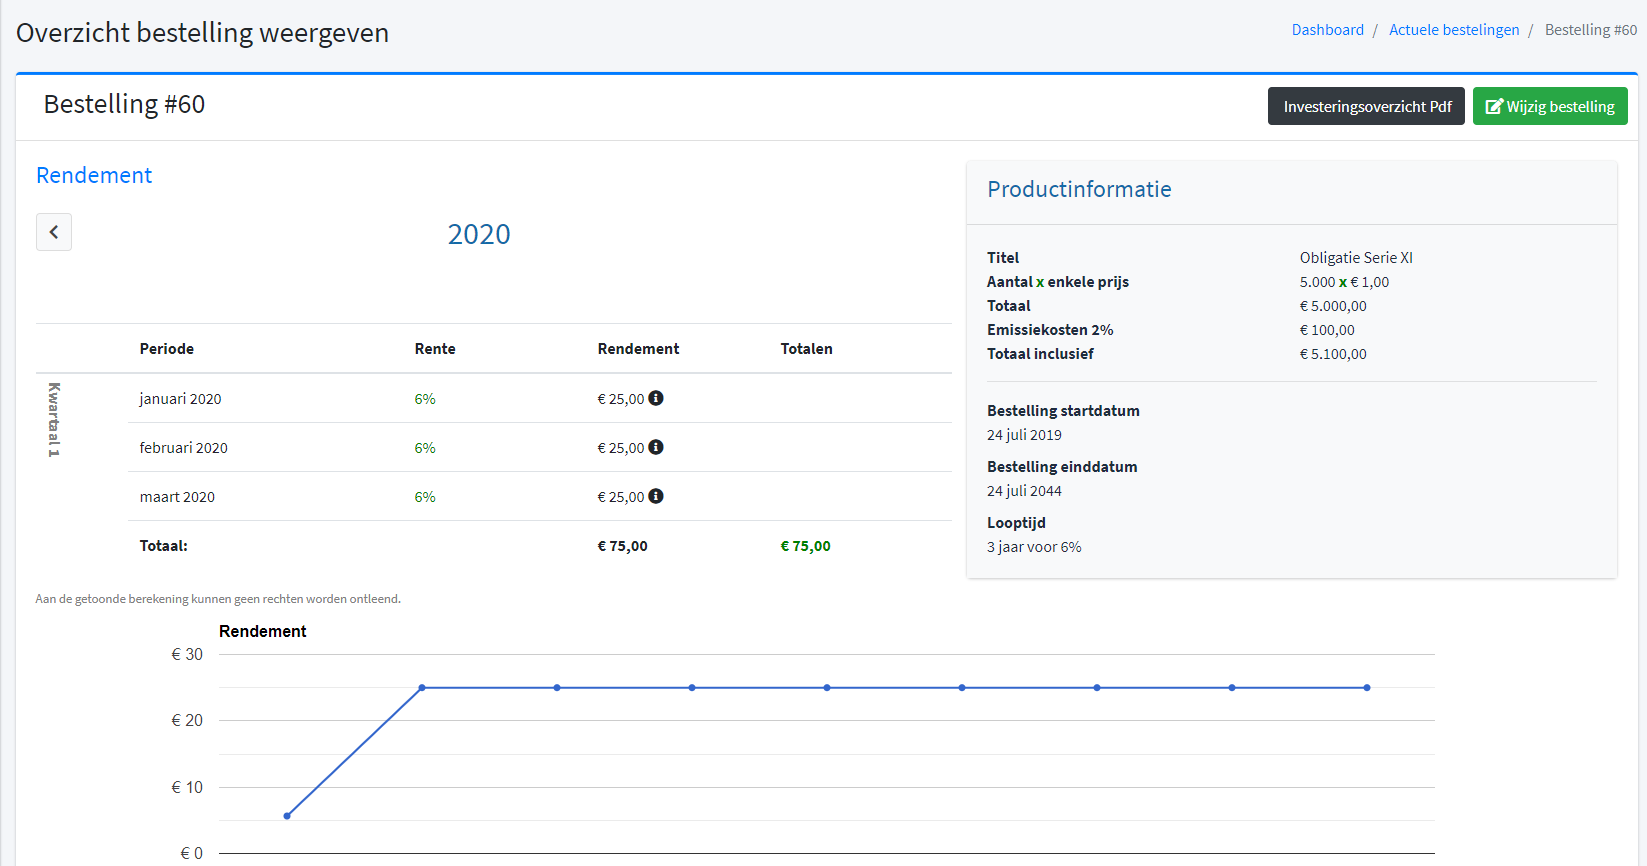 Overzicht bestelling weergeven
Dashboard / Actuele bestelingen / Bestelling #60
Bestelling #60
Investeringsoverzicht Pdf
Wijzig bestelling
Rendement
2020
Periode Rente Rendement Totalen
Kwartaal 1
januari 2020 6% € 25,00
februari 2020 6% € 25,00
maart 2020 6% € 25,00
Totaal: € 75,00 € 75,00
Aan de getoonde berekening kunnen geen rechten worden ontleend.
Productinformatie
Titel Obligatie Serie XI
Aantal x enkele prijs 5.000 x € 1,00
Totaal € 5.000,00
Emissiekosten 2% € 100,00
Totaal inclusief € 5.100,00
Bestelling startdatum
24 juli 2019
Bestelling einddatum
24 juli 2044
Looptijd
3 jaar voor 6%
Rendement
€ 30
€ 20
€ 10
€ 0